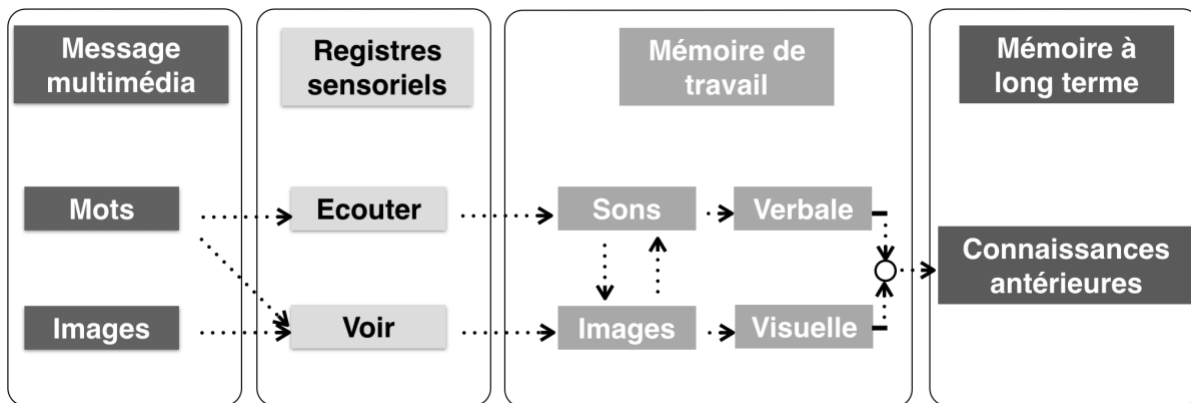 Message
multimédia
Registres
sensoriels
Mémoire de
travail
Mémoire à
long terme
Mots
Ecouter
Sons
Verbale
Connaissances
antérieures
Images
Voir
Images
Visuelle